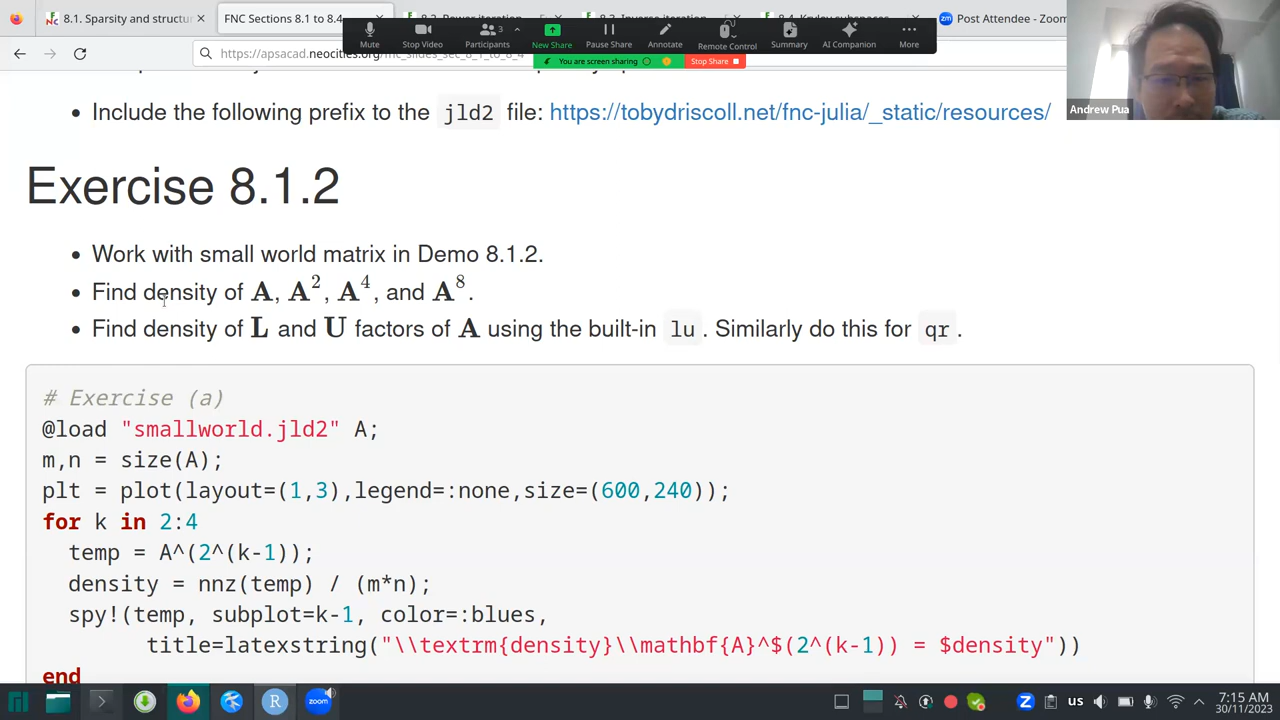 8.1. Sparsity and structur
FNC Sections 8.1 to 8.4
Post Attendee - Zoom
Mute
Stop Video
Participants
3
New Share
Pause Share
Annotate
Remote Control
Summary
AI Companion
More
You are screen sharing
Stop Share
https://apsacad.neocities.org/fnc_slides_sec_8_1_to_8_4
Andrew Pua
• Include the following prefix to the jld2 file: https://tobydriscoll.net/fnc-julia/_static/resources/
Exercise 8.1.2
• Work with small world matrix in Demo 8.1.2.
• Find density of A, A², A⁴, and A⁸.
• Find density of L and U factors of A using the built-in lu. Similarly do this for qr.
# Exercise (a)
@load "smallworld.jld2" A;
m,n = size(A);
plt = plot(layout=(1,3),legend=:none,size=(600,240));
for k in 2:4
temp = A^(2^(k-1));
density = nnz(temp) / (m*n);
spy!(temp, subplot=k-1, color=:blues,
title=latexstring("\\textrm{density}\\mathbf{A}^$(2^(k-1)) = $density"))
end
us
7:15 AM
30/11/2023